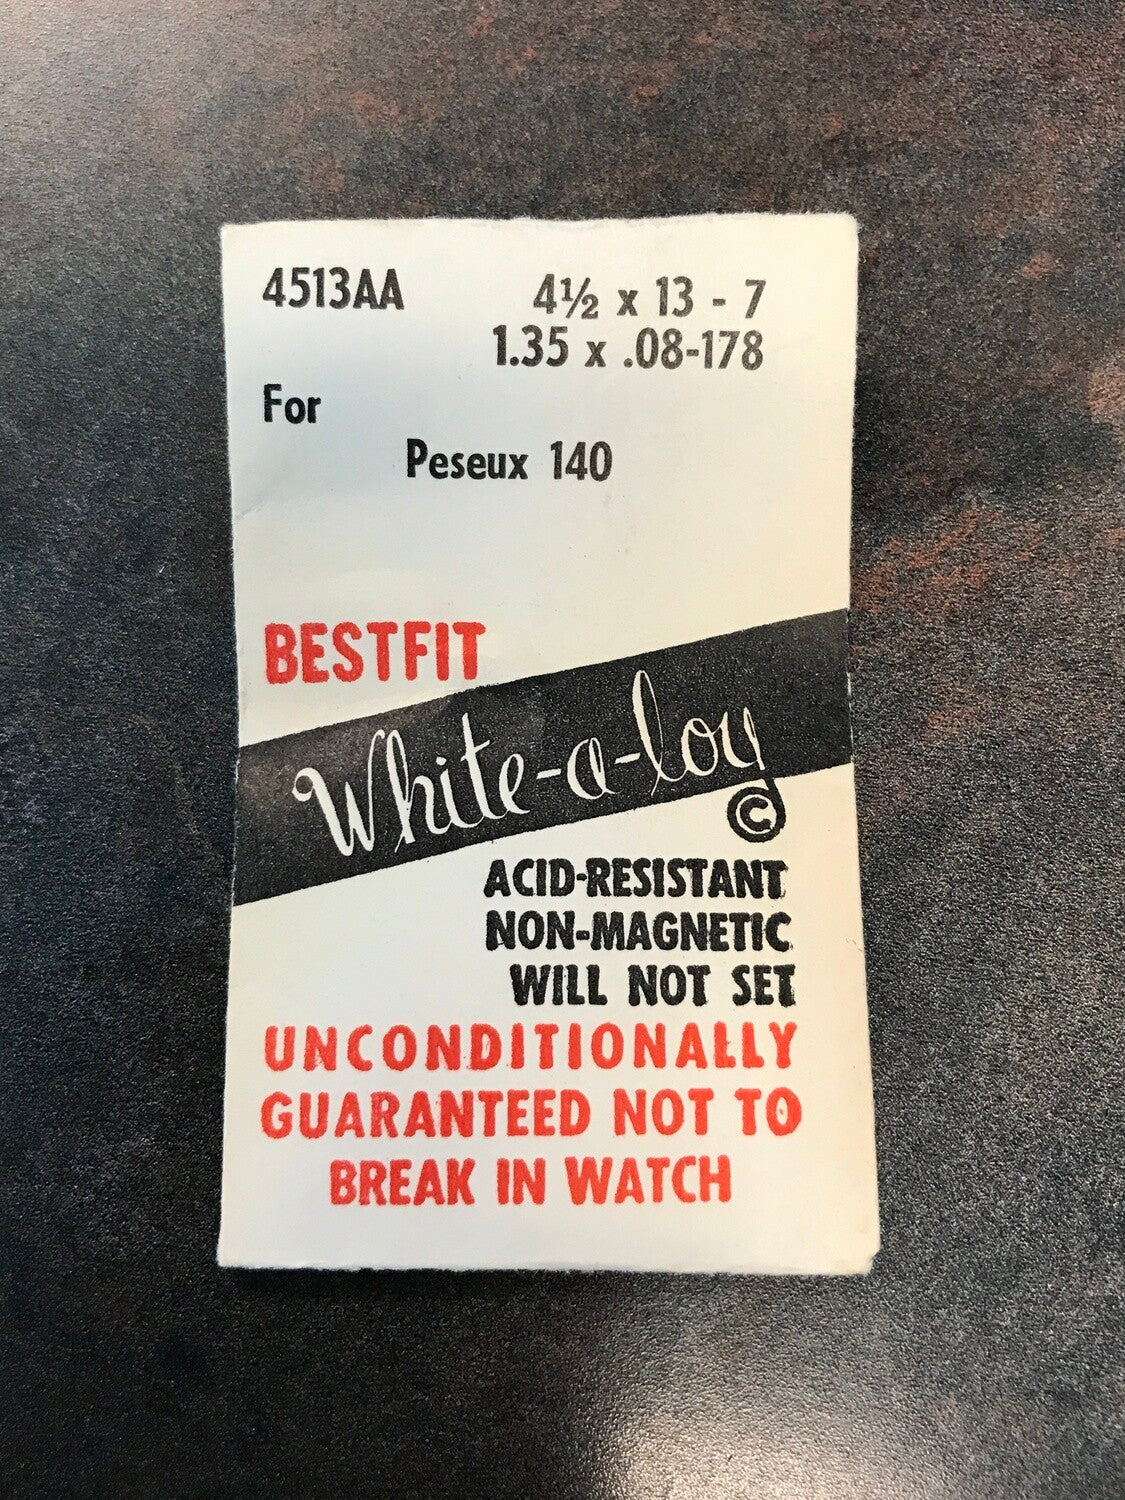 4513AA 4½ x 13 - 7
1.35 x .08-178
For
Peseux 140
BESTFIT
White-a-loy
©
ACID-RESISTANT
NON-MAGNETIC
WILL NOT SET
UNCONDITIONALLY
GUARANTEED NOT TO
BREAK IN WATCH